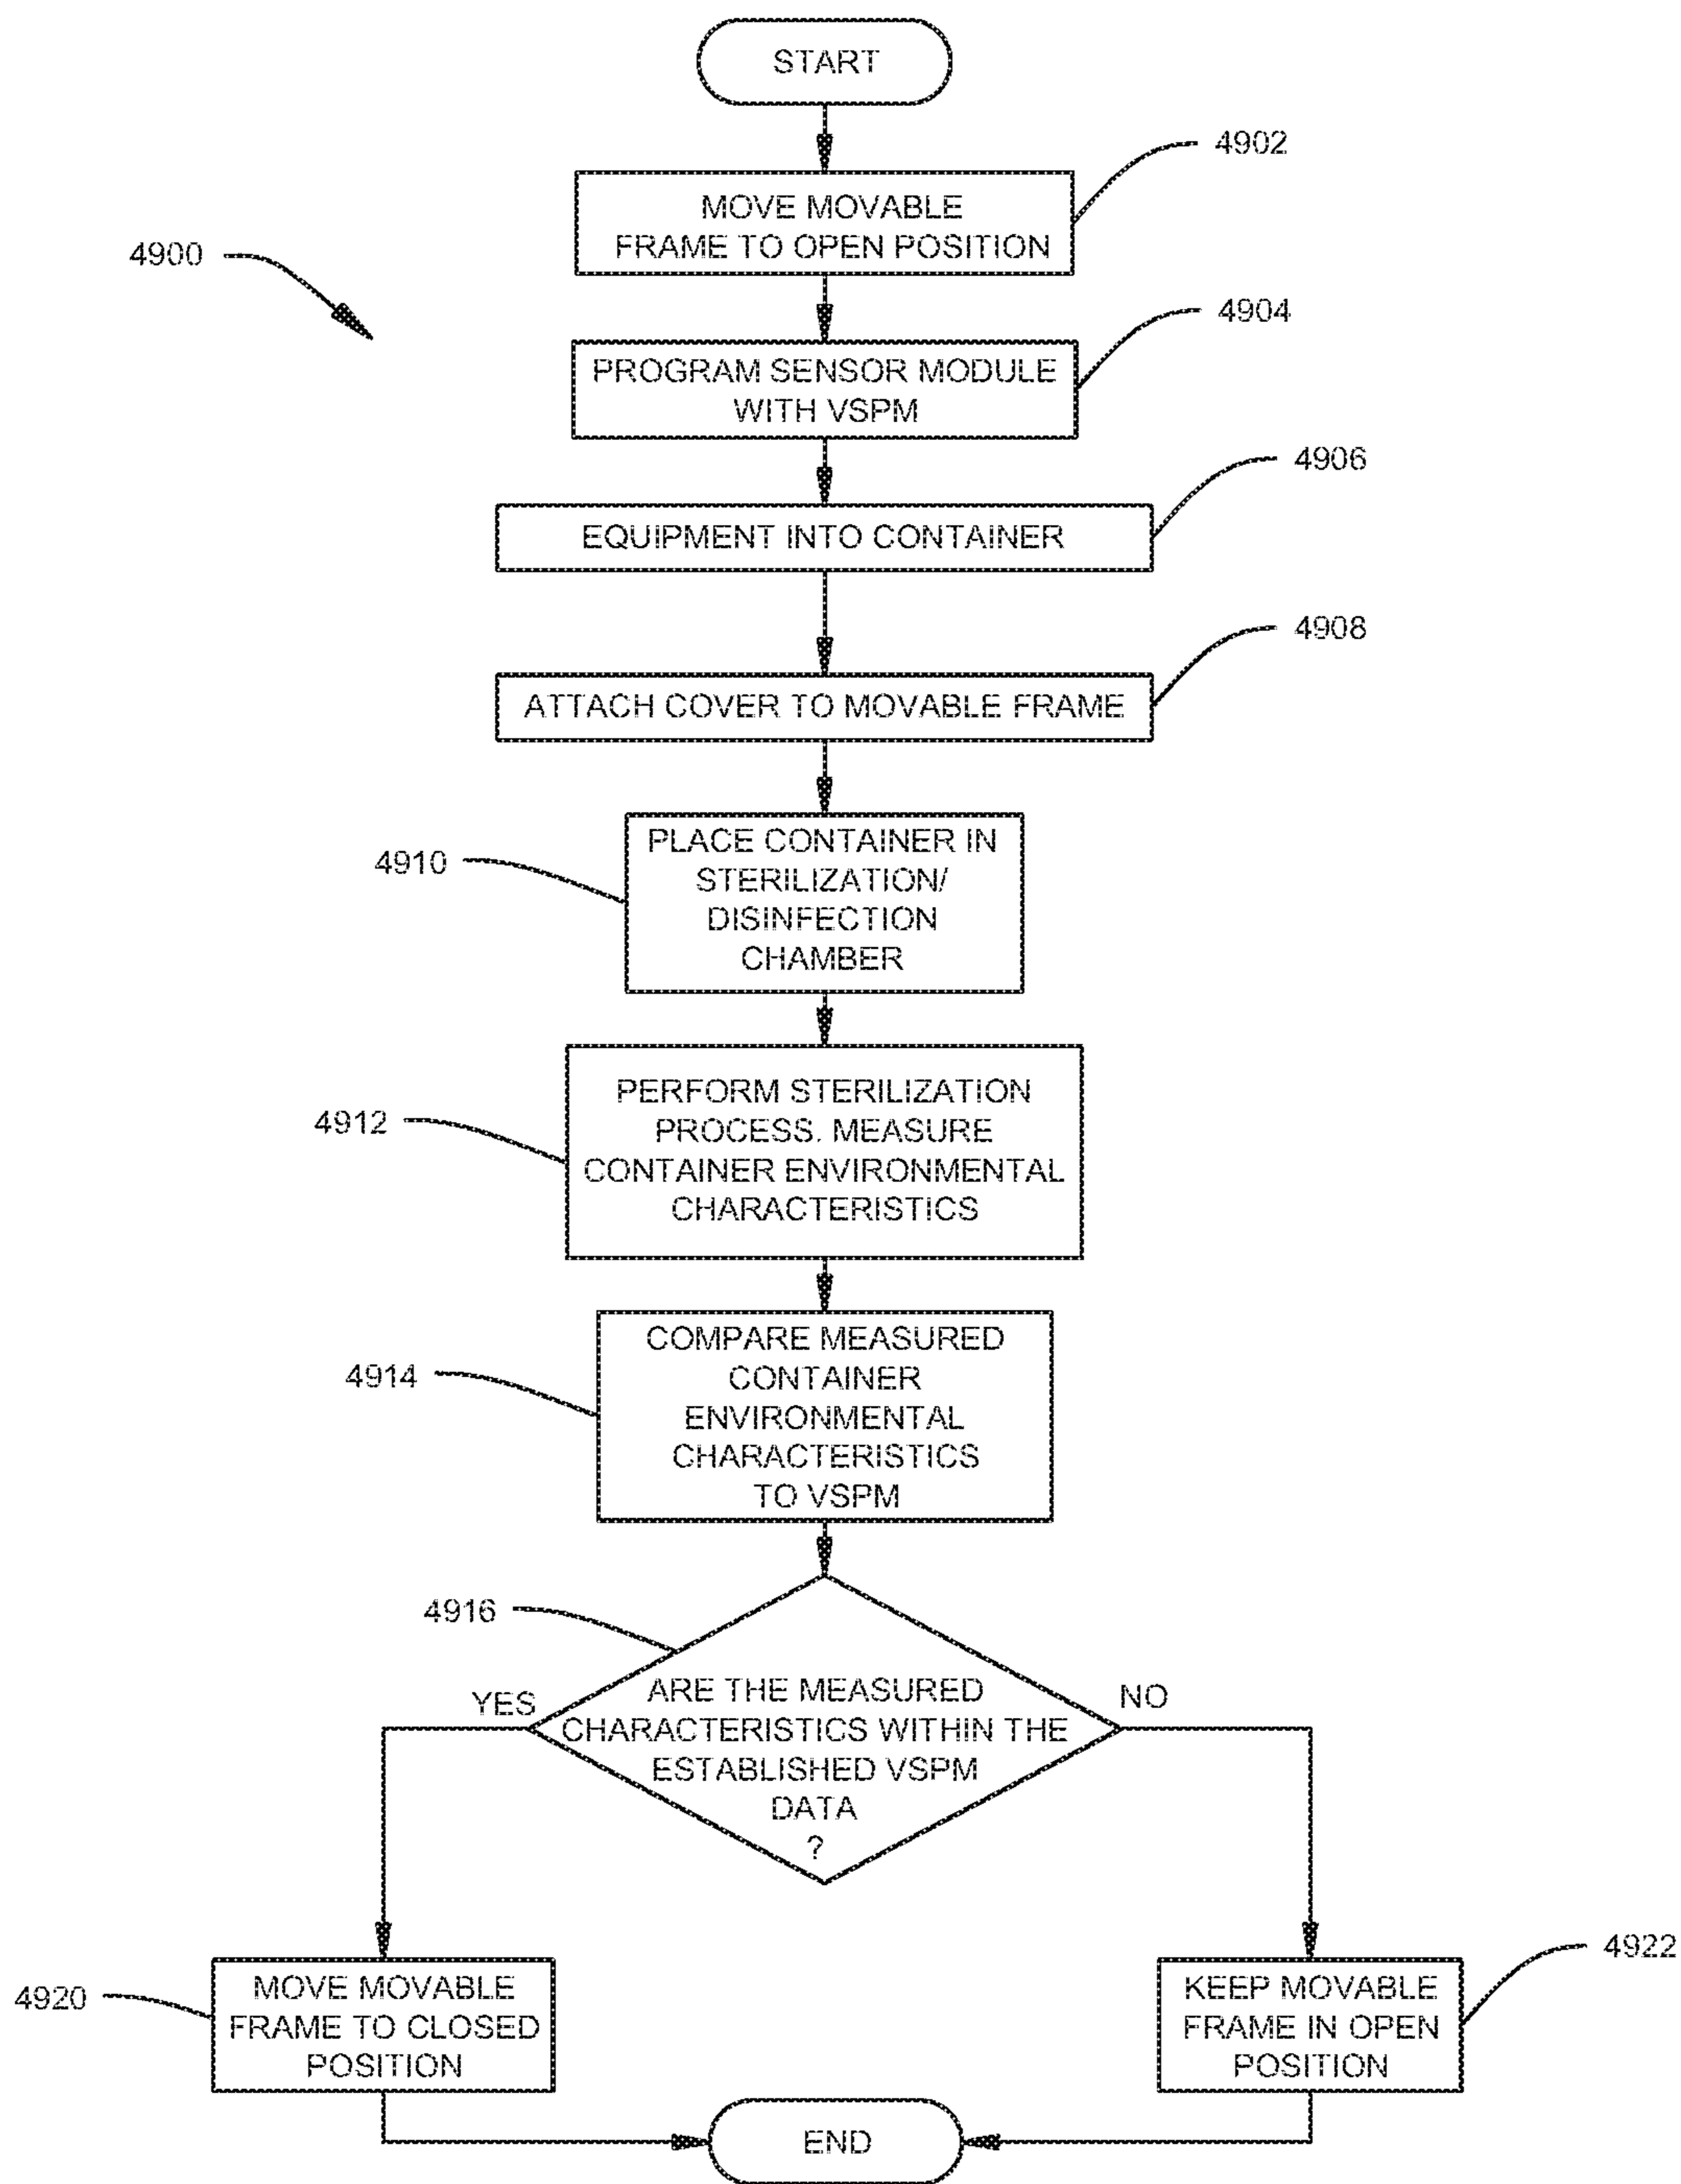 START
4902
MOVE MOVABLE
FRAME TO OPEN POSITION
4900
4904
PROGRAM SENSOR MODULE
WITH VSPM
4906
EQUIPMENT INTO CONTAINER
4908
ATTACH COVER TO MOVABLE FRAME
4910
PLACE CONTAINER IN
STERILIZATION/
DISINFECTION
CHAMBER
4912
PERFORM STERILIZATION
PROCESS. MEASURE
CONTAINER ENVIRONMENTAL
CHARACTERISTICS
4914
COMPARE MEASURED
CONTAINER
ENVIRONMENTAL
CHARACTERISTICS
TO VSPM
4916
YES
NO
ARE THE MEASURED
CHARACTERISTICS WITHIN THE
ESTABLISHED VSPM
DATA
?
4920
MOVE MOVABLE
FRAME TO CLOSED
POSITION
4922
KEEP MOVABLE
FRAME IN OPEN
POSITION
END